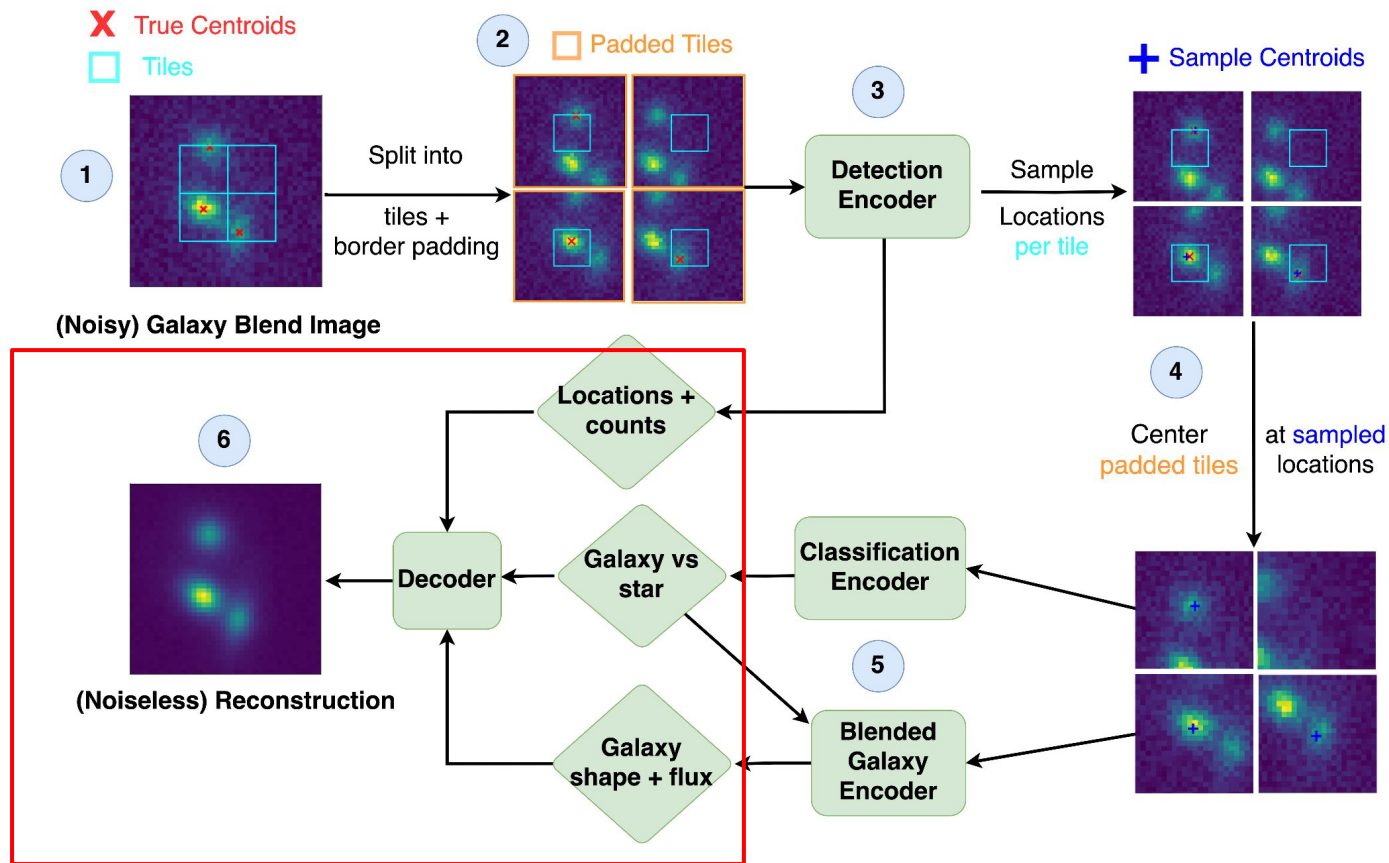 True Centroids
Tiles
1
(Noisy) Galaxy Blend Image
Split into
tiles +
border padding
2
Padded Tiles
3
Detection
Encoder
Sample
Locations
per tile
Sample Centroids
4
Center
padded tiles
at sampled
locations
Classification
Encoder
5
Blended
Galaxy
Encoder
Locations +
counts
Galaxy vs
star
Galaxy
shape + flux
Decoder
6
(Noiseless) Reconstruction